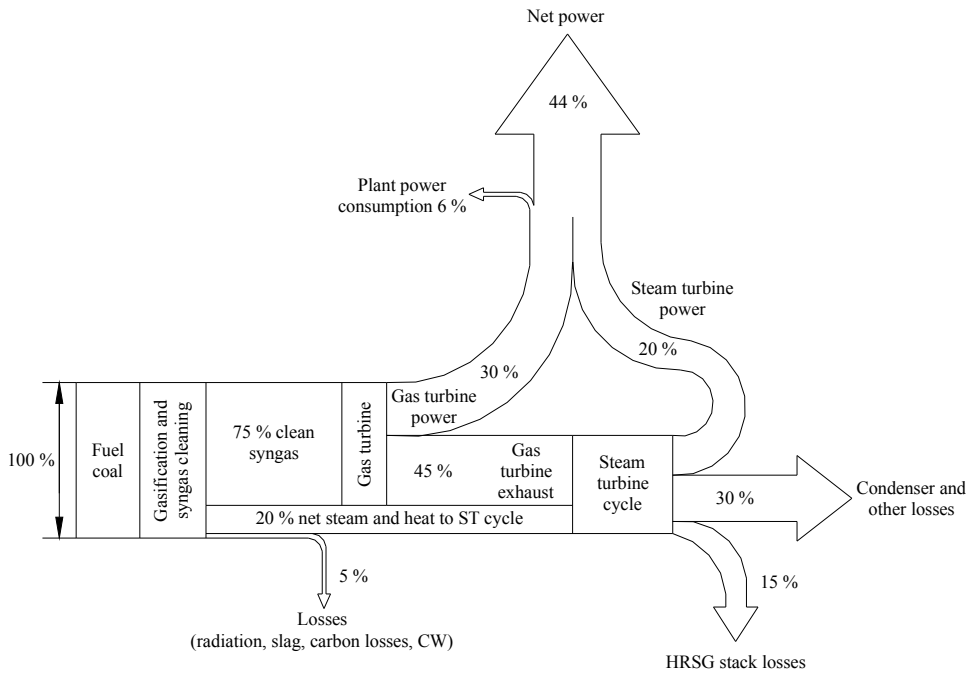 Net power
44 %
Plant power
consumption 6 %
Steam turbine
power
20 %
30 %
Gas turbine
power
100 %
Fuel
coal
Gasification and
syngas cleaning
75 % clean
syngas
Gas turbine
45 %
Gas
turbine
exhaust
Steam
turbine
cycle
30 %
Condenser and
other losses
20 % net steam and heat to ST cycle
5 %
15 %
Losses
(radiation, slag, carbon losses, CW)
HRSG stack losses